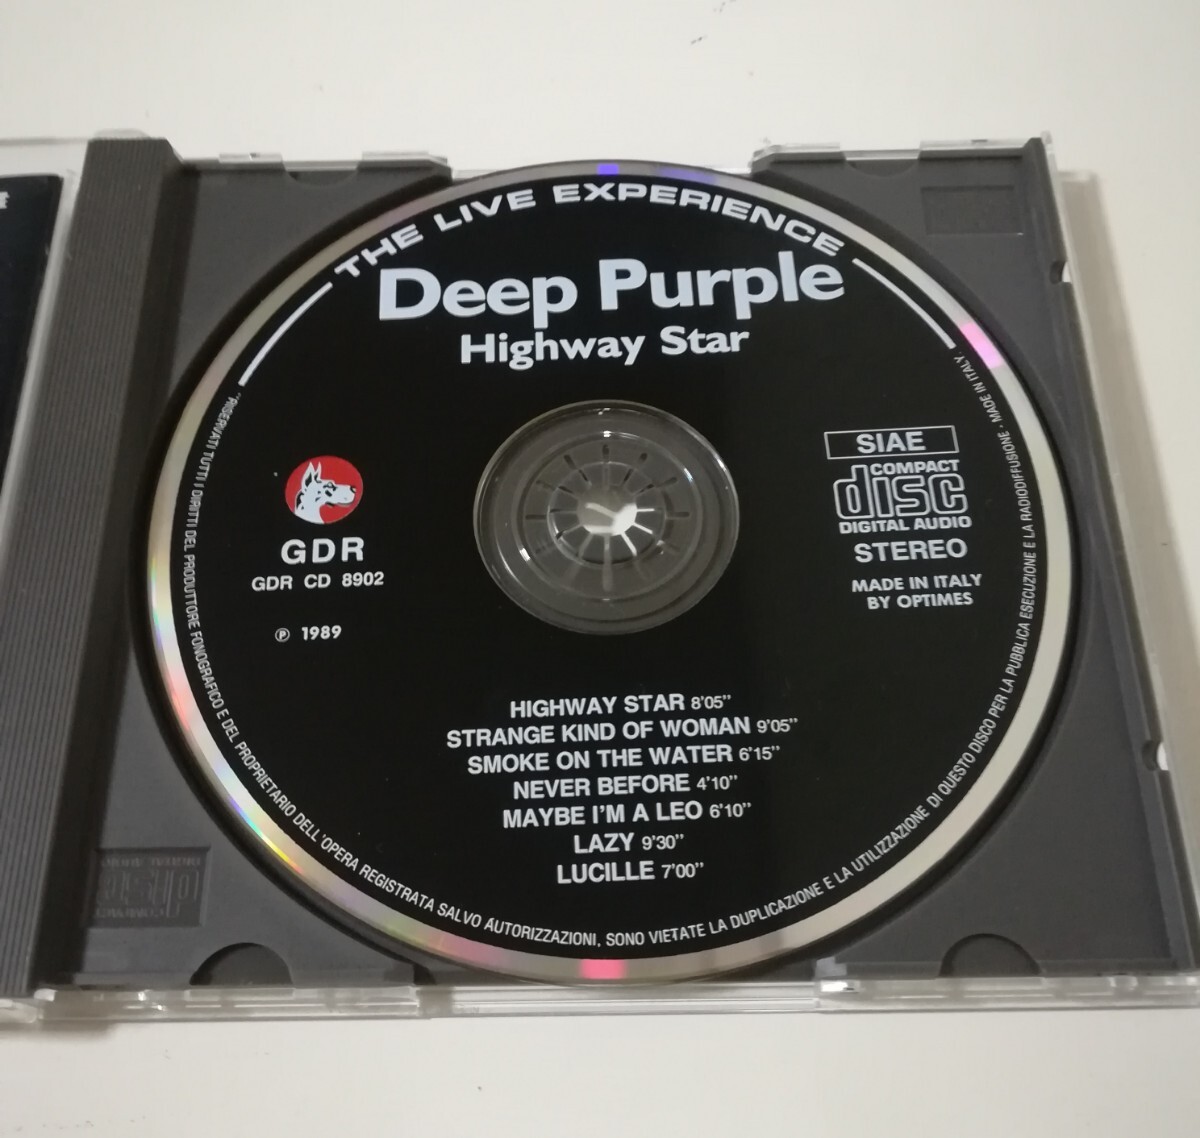 THE LIVE EXPERIENCE
Deep Purple
Highway Star
GDR
GDR CD 8902
℗ 1989
SIAE
COMPACT
disc
DIGITAL AUDIO
STEREO
MADE IN ITALY
BY OPTIMES
HIGHWAY STAR 8'05"
STRANGE KIND OF WOMAN 9'05"
SMOKE ON THE WATER 6'15"
NEVER BEFORE 4'10"
MAYBE I'M A LEO 6'10"
LAZY 9'30"
LUCILLE 7'00"
"RISERVATI TUTTI I DIRITTI DEL PRODUTTORE FONOGRAFICO E DEL PROPRIETARIO DELL'OPERA REGISTRATA SALVO AUTORIZZAZIONI, SONO VIETATE LA DUPLICAZIONE E LA UTILIZZAZIONE DI QUESTO DISCO PER LA PUBBLICA ESECUZIONE E LA RADIODIFFUSIONE - MADE IN ITALY.